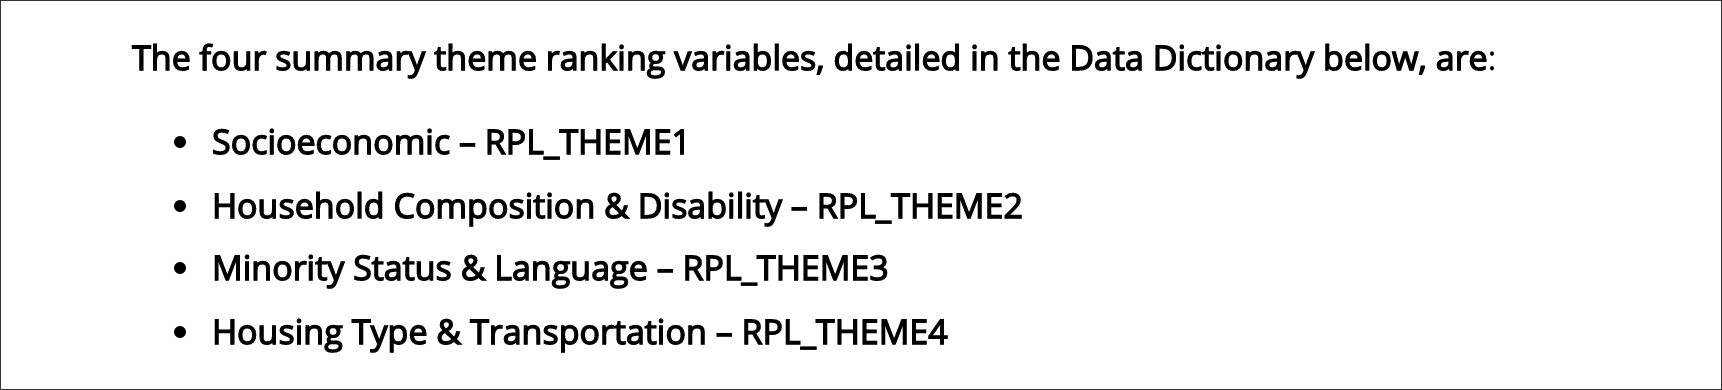 The four summary theme ranking variables, detailed in the Data Dictionary below, are:
• Socioeconomic – RPL_THEME1
• Household Composition & Disability – RPL_THEME2
• Minority Status & Language – RPL_THEME3
• Housing Type & Transportation – RPL_THEME4